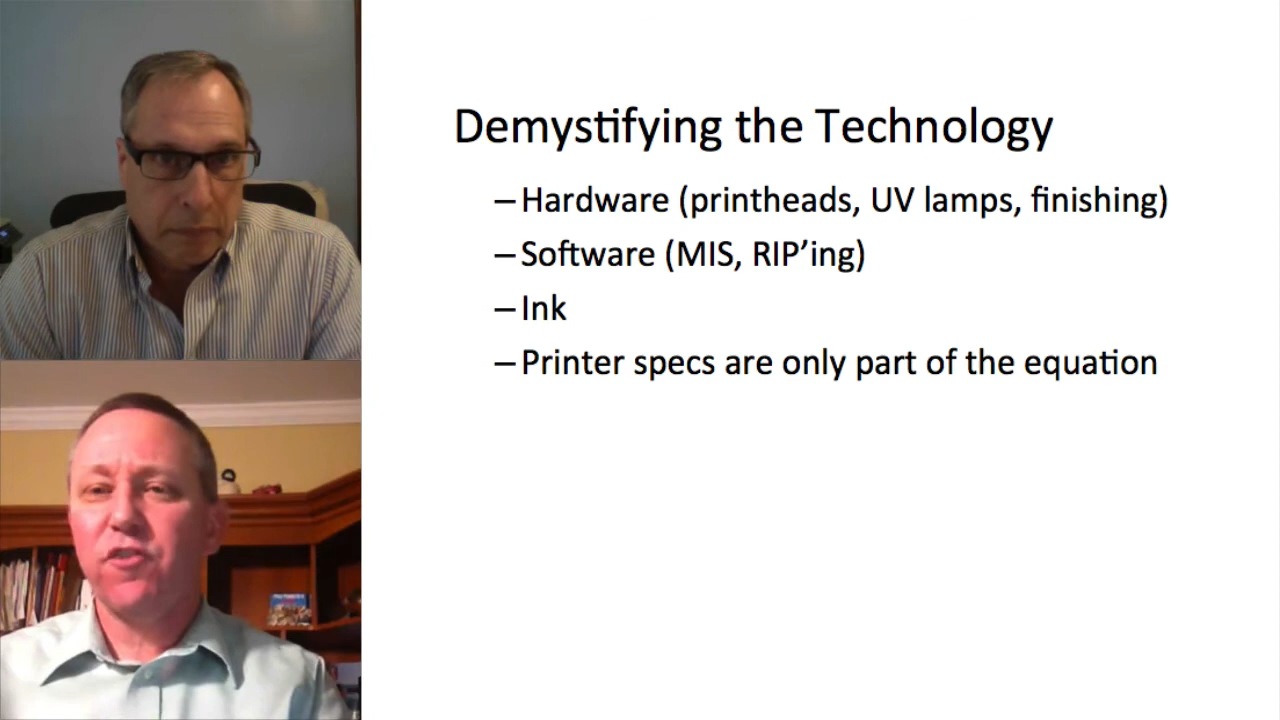 Demystifying the Technology
– Hardware (printheads, UV lamps, finishing)
– Software (MIS, RIP’ing)
– Ink
– Printer specs are only part of the equation